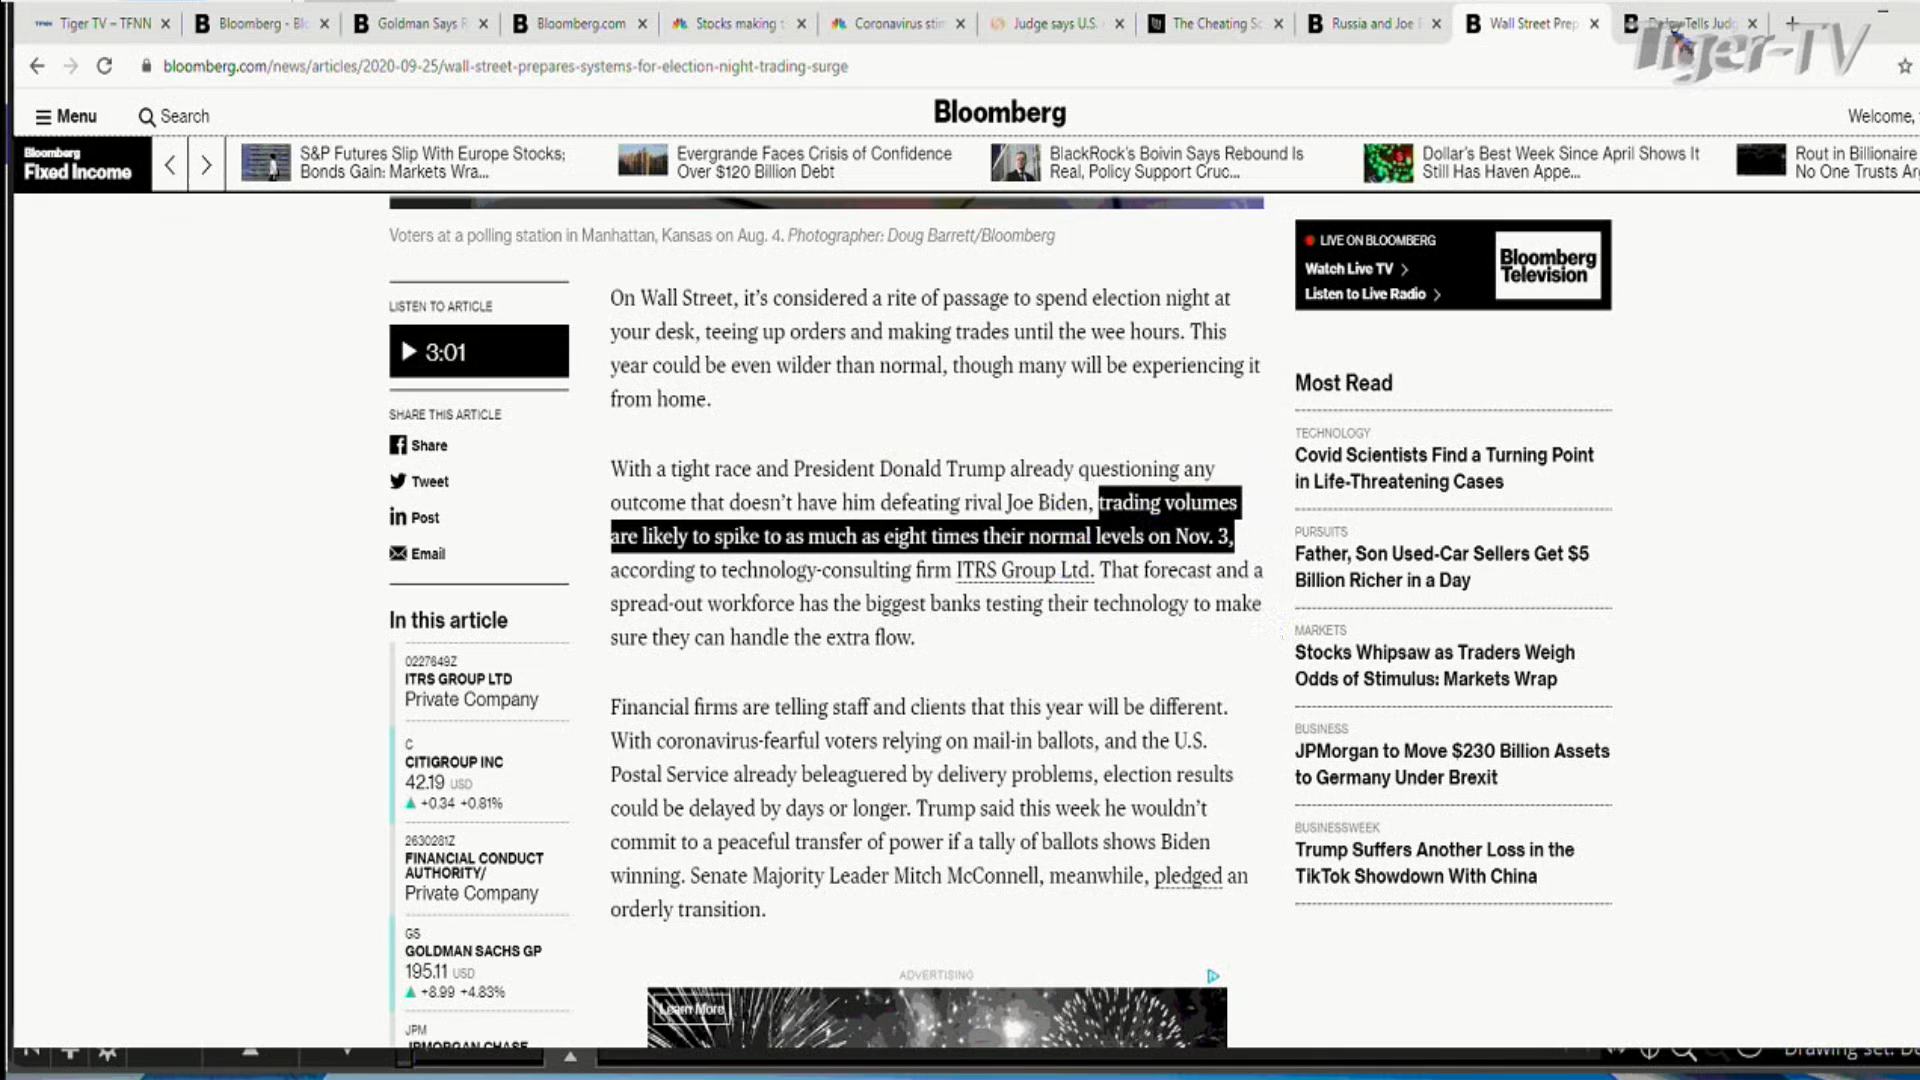 Tiger TV – TFNN
Bloomberg - Bl
Goldman Says R
Bloomberg.com
Stocks making
Coronavirus stim
Judge says U.S.
The Cheating Sc
Russia and Joe
Wall Street Prep
Tells Judg
Tiger-TV
bloomberg.com/news/articles/2020-09-25/wall-street-prepares-systems-for-election-night-trading-surge
Menu
Search
Bloomberg
Welcome,
Bloomberg
Fixed Income
S&P Futures Slip With Europe Stocks;
Bonds Gain: Markets Wra...
Evergrande Faces Crisis of Confidence
Over $120 Billion Debt
BlackRock's Boivin Says Rebound Is
Real, Policy Support Cruc...
Dollar's Best Week Since April Shows It
Still Has Haven Appe...
Rout in Billionaire
No One Trusts Ar
Voters at a polling station in Manhattan, Kansas on Aug. 4. Photographer: Doug Barrett/Bloomberg
LISTEN TO ARTICLE
3:01
SHARE THIS ARTICLE
Share
Tweet
Post
Email
In this article
0227649Z
ITRS GROUP LTD
Private Company
C
CITIGROUP INC
42.19 USD
▲ +0.34 +0.81%
2630281Z
FINANCIAL CONDUCT
AUTHORITY/
Private Company
GS
GOLDMAN SACHS GP
195.11 USD
▲ +8.99 +4.83%
JPM
JPMORGAN CHASE
On Wall Street, it's considered a rite of passage to spend election night at
your desk, teeing up orders and making trades until the wee hours. This
year could be even wilder than normal, though many will be experiencing it
from home.
With a tight race and President Donald Trump already questioning any
outcome that doesn't have him defeating rival Joe Biden, trading volumes
are likely to spike to as much as eight times their normal levels on Nov. 3,
according to technology-consulting firm ITRS Group Ltd. That forecast and a
spread-out workforce has the biggest banks testing their technology to make
sure they can handle the extra flow.
Financial firms are telling staff and clients that this year will be different.
With coronavirus-fearful voters relying on mail-in ballots, and the U.S.
Postal Service already beleaguered by delivery problems, election results
could be delayed by days or longer. Trump said this week he wouldn't
commit to a peaceful transfer of power if a tally of ballots shows Biden
winning. Senate Majority Leader Mitch McConnell, meanwhile, pledged an
orderly transition.
ADVERTISING
Learn More
LIVE ON BLOOMBERG
Watch Live TV
Listen to Live Radio
Bloomberg
Television
Most Read
TECHNOLOGY
Covid Scientists Find a Turning Point
in Life-Threatening Cases
PURSUITS
Father, Son Used-Car Sellers Get $5
Billion Richer in a Day
MARKETS
Stocks Whipsaw as Traders Weigh
Odds of Stimulus: Markets Wrap
BUSINESS
JPMorgan to Move $230 Billion Assets
to Germany Under Brexit
BUSINESSWEEK
Trump Suffers Another Loss in the
TikTok Showdown With China
Drawing set: